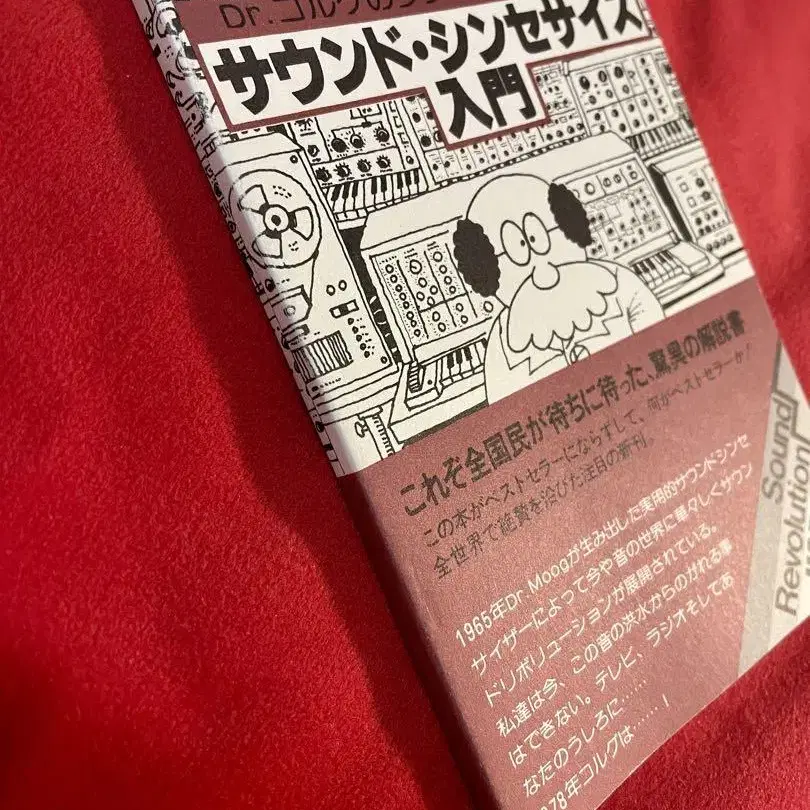 Dr.コルグの
サウンド・シンセサイズ
入門
これぞ全国民が待ちに待った、驚異の解説書
この本がベストセラーにならずして、何がベストセラーか!
全世界で絶賛を浴びた注目の新刊。
1965年Dr.Moogが生み出した実用的サウンドシンセ
サイザーによって今や音の世界に華々しくサウン
ドリボリューションが展開されている。
私達は今、この音の洪水からのがれる事
はできない。テレビ、ラジオそしてあ
なたのうしろに……
年コルグは……!
Sound
Revolution